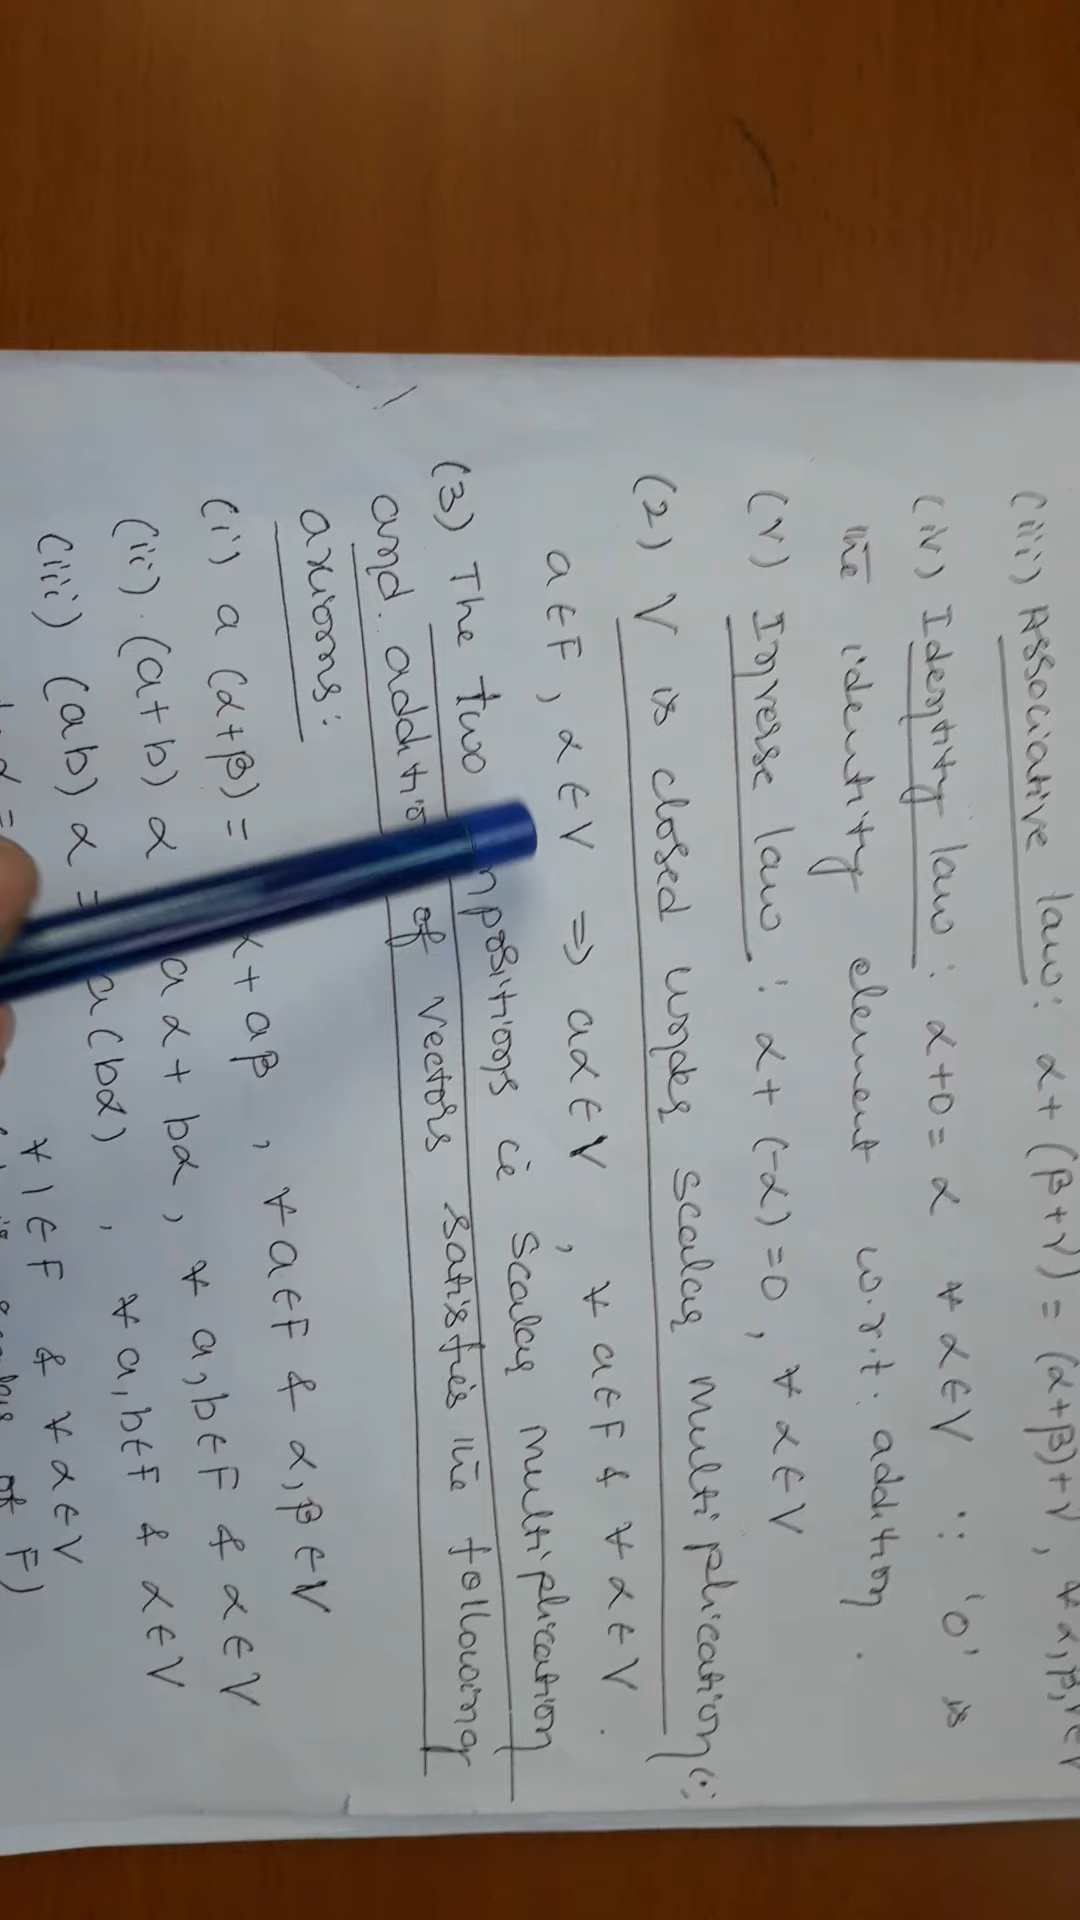 (iii) Associative law: α+(β+γ) = (α+β)+γ, ∀ α,β,γ∈V
(iv) Identity law: α+0=α ∀ α∈V ∵ '0' is
the identity element w.r.t. addition.
(v) Inverse law: α+(-α)=0, ∀ α∈V
(2) V is closed under scalar multiplication(·):
a∈F, α∈V ⇒ aα∈V, ∀ a∈F & ∀ α∈V.
(3) The two ie scalar multiplication
and addition of vectors satisfies the following
axioms:
(i) a(α+β) = α+aβ, ∀ a∈F & α,β∈V
(ii) (a+b)α aα+bα, ∀ a,b∈F & α∈V
(iii) (ab)α = a(bα), ∀ a,b∈F & α∈V
α = ∀ 1∈F & ∀ α∈V
of F)